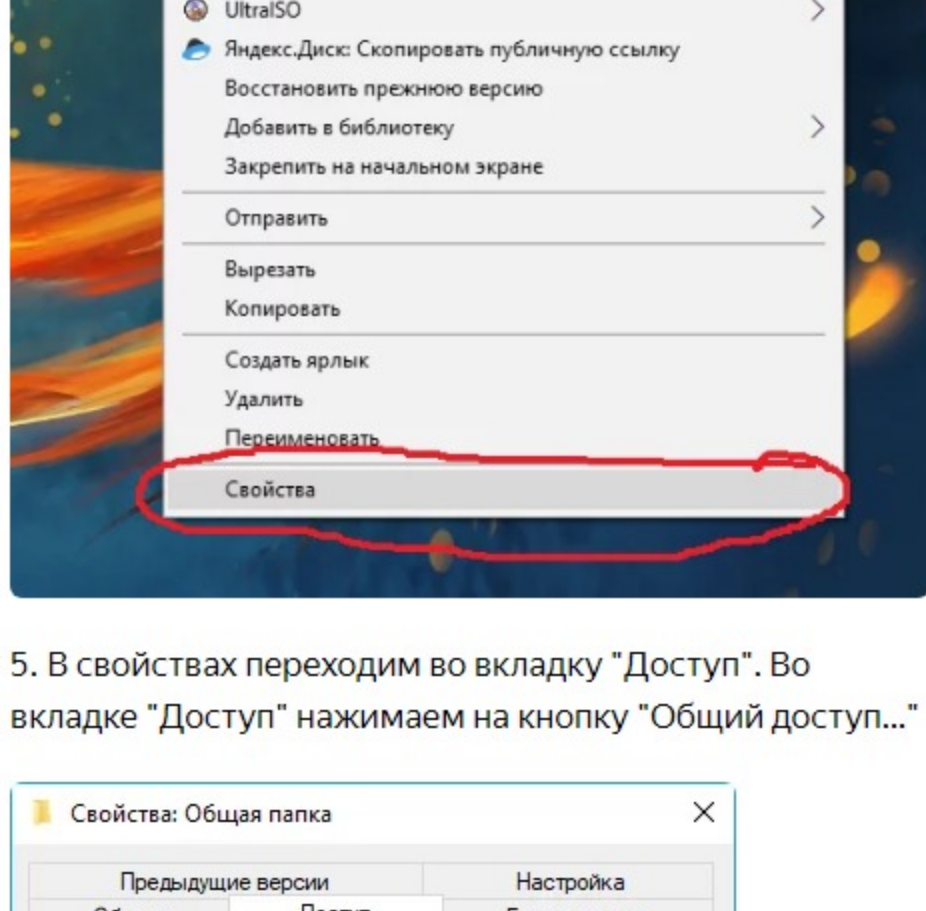 UltraISO
Яндекс.Диск: Скопировать публичную ссылку
Восстановить прежнюю версию
Добавить в библиотеку
Закрепить на начальном экране
Отправить
Вырезать
Копировать
Создать ярлык
Удалить
Переименовать
Свойства
5. В свойствах переходим во вкладку "Доступ". Во
вкладке "Доступ" нажимаем на кнопку "Общий доступ..."
Свойства: Общая папка
Предыдущие версии Настройка
Доступ